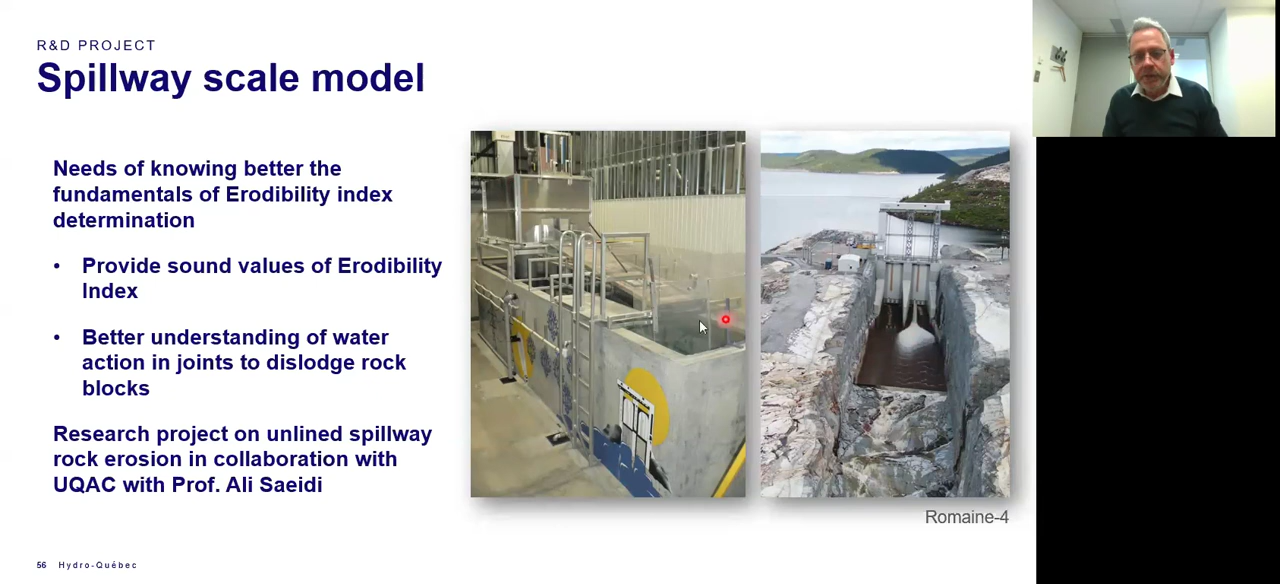 R&D PROJECT
Spillway scale model
Needs of knowing better the
fundamentals of Erodibility index
determination
• Provide sound values of Erodibility
Index
• Better understanding of water
action in joints to dislodge rock
blocks
Research project on unlined spillway
rock erosion in collaboration with
UQAC with Prof. Ali Saeidi
Romaine-4
56 Hydro-Québec